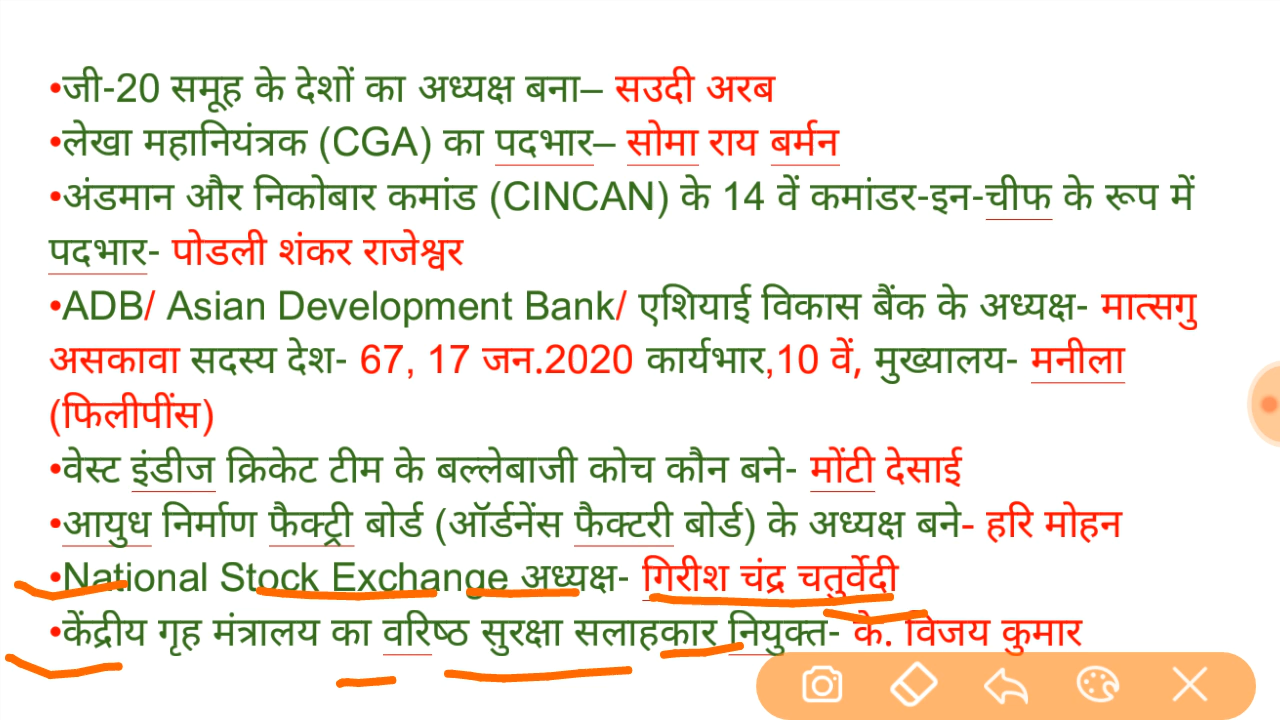 •जी-20 समूह के देशों का अध्यक्ष बना– सउदी अरब
•लेखा महानियंत्रक (CGA) का पदभार– सोमा राय बर्मन
•अंडमान और निकोबार कमांड (CINCAN) के 14 वें कमांडर-इन-चीफ के रूप में
पदभार- पोडली शंकर राजेश्वर
•ADB/ Asian Development Bank/ एशियाई विकास बैंक के अध्यक्ष- मात्सगु
असकावा सदस्य देश- 67, 17 जन.2020 कार्यभार,10 वें, मुख्यालय- मनीला
(फिलीपींस)
•वेस्ट इंडीज क्रिकेट टीम के बल्लेबाजी कोच कौन बने- मोंटी देसाई
•आयुध निर्माण फैक्ट्री बोर्ड (ऑर्डनेंस फैक्टरी बोर्ड) के अध्यक्ष बने- हरि मोहन
•National Stock Exchange अध्यक्ष- गिरीश चंद्र चतुर्वेदी
•केंद्रीय गृह मंत्रालय का वरिष्ठ सुरक्षा सलाहकार नियुक्त- के. विजय कुमार